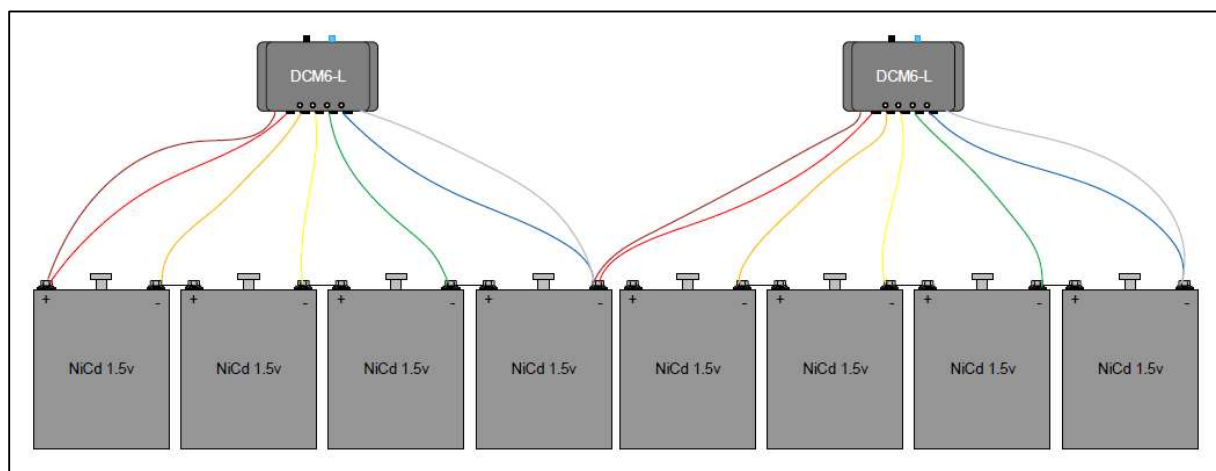 DCM6-L DCM6-L
+ - + - + - + - + - + - + - + -
NiCd 1.5v NiCd 1.5v NiCd 1.5v NiCd 1.5v NiCd 1.5v NiCd 1.5v NiCd 1.5v NiCd 1.5v